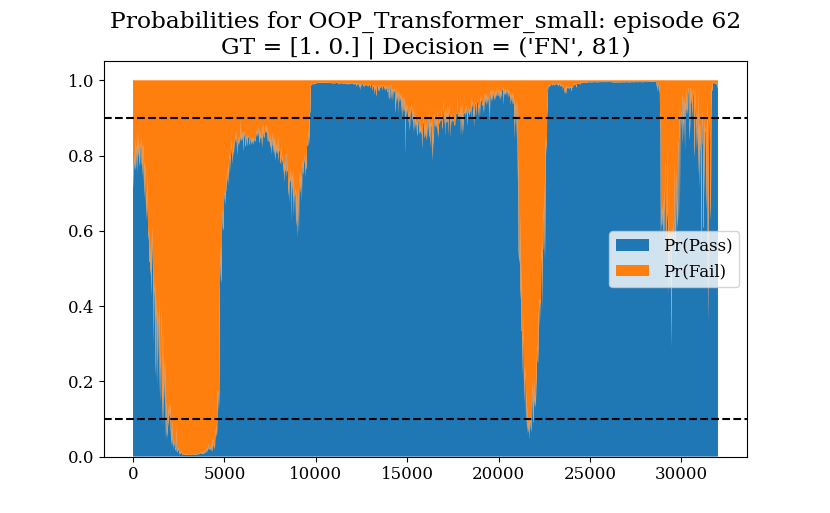 Probabilities for OOP_Transformer_small: episode 62
GT = [1. 0.] | Decision = ('FN', 81)
1.0
0.8
0.6
0.4
0.2
0.0
Pr(Pass)
Pr(Fail)
0 5000 10000 15000 20000 25000 30000